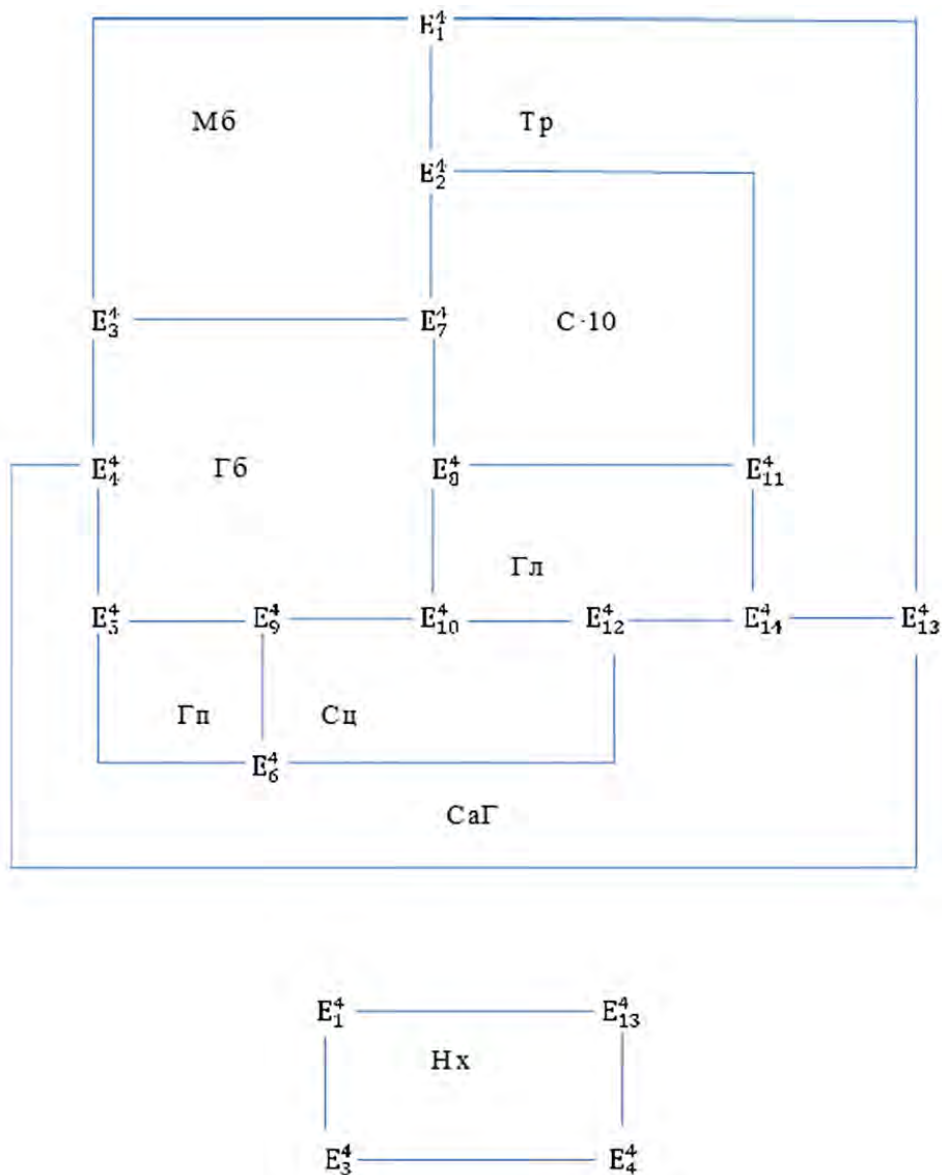 E₁⁴
Мб Тр
E₂⁴
E₃⁴ E₇⁴ С·10
E₄⁴ Гб E₈⁴ E₁₁⁴
Гл
E₅⁴ E₉⁴ E₁₀⁴ E₁₂⁴ E₁₄⁴ E₁₃⁴
Гп Сц
E₆⁴
СаГ
E₁⁴ E₁₃⁴
Нх
E₃⁴ E₄⁴